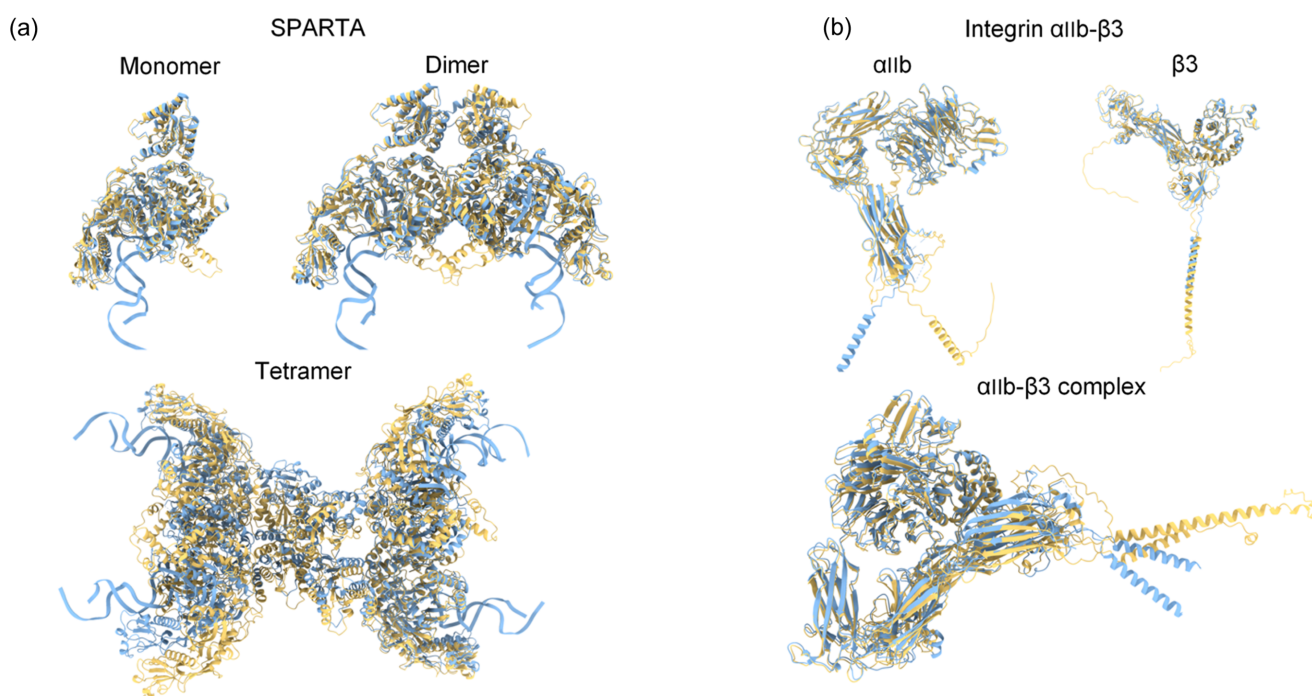 (a)
SPARTA
Monomer
Dimer
Tetramer
(b)
Integrin αIIb-β3
αIIb
β3
αIIb-β3 complex